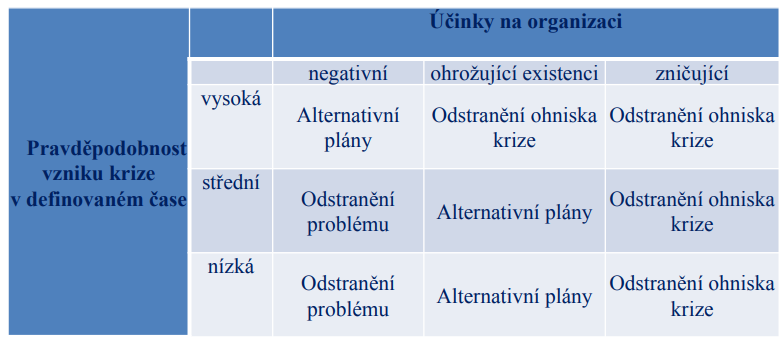 Účinky na organizaci
negativní
ohrožující existenci
zničující
Pravděpodobnost
vzniku krize
v definovaném čase
vysoká
Alternativní
plány
Odstranění ohniska
krize
Odstranění ohniska
krize
střední
Odstranění
problému
Alternativní plány
Odstranění ohniska
krize
nízká
Odstranění
problému
Alternativní plány
Odstranění ohniska
krize